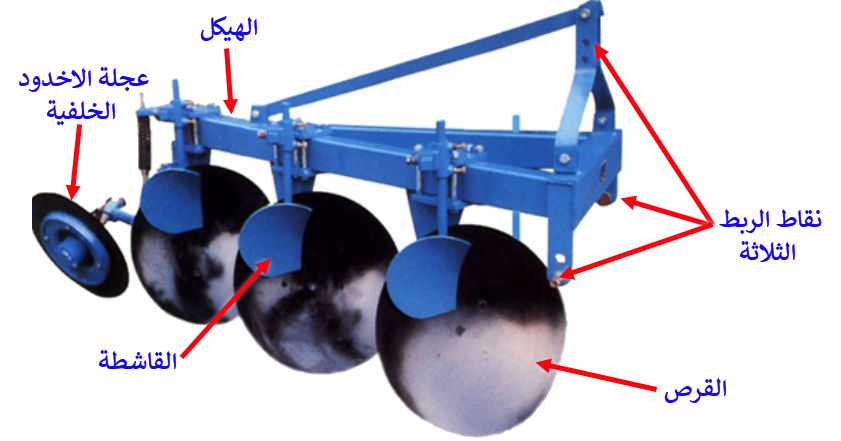 الهيكل
عجلة الاخدود
الخلفية
نقاط الربط
الثلاثة
القاشطة
القرص